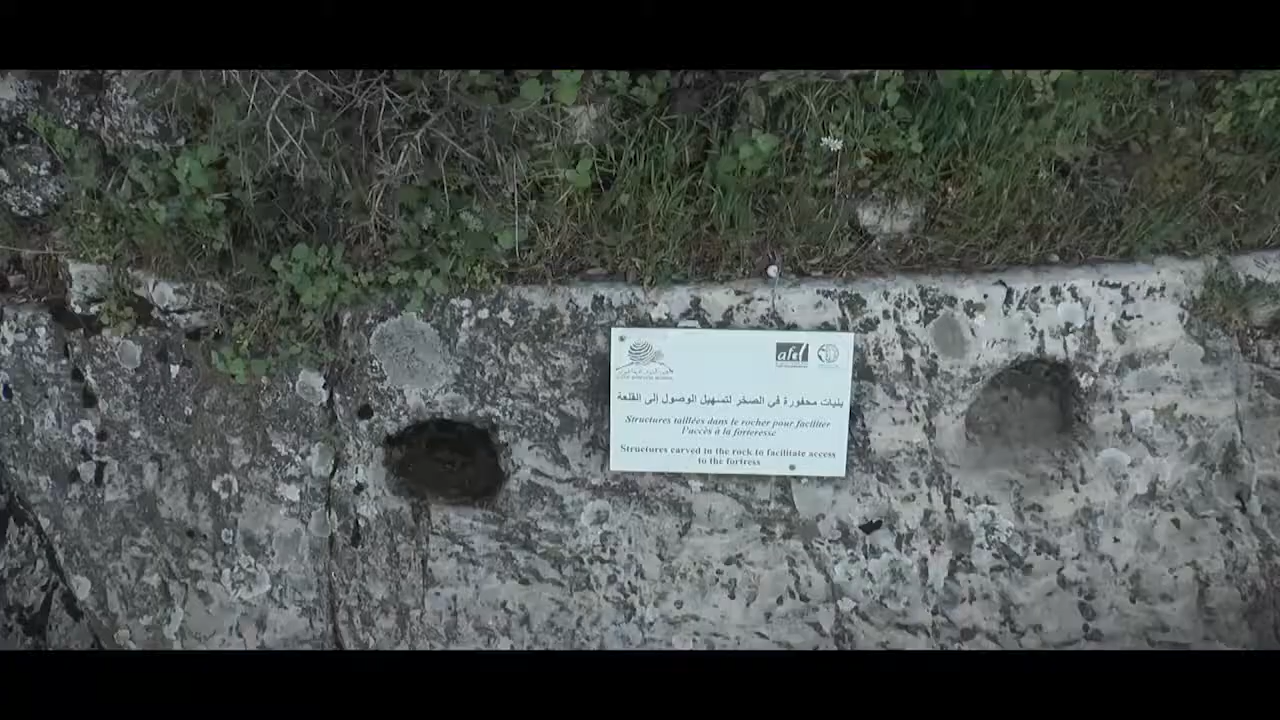 afd
بنيات محفورة في الصخر لتسهيل الوصول إلى القلعة
Structures taillées dans le rocher pour faciliter
l'accès à la forteresse
Structures carved in the rock to facilitate access
to the fortress